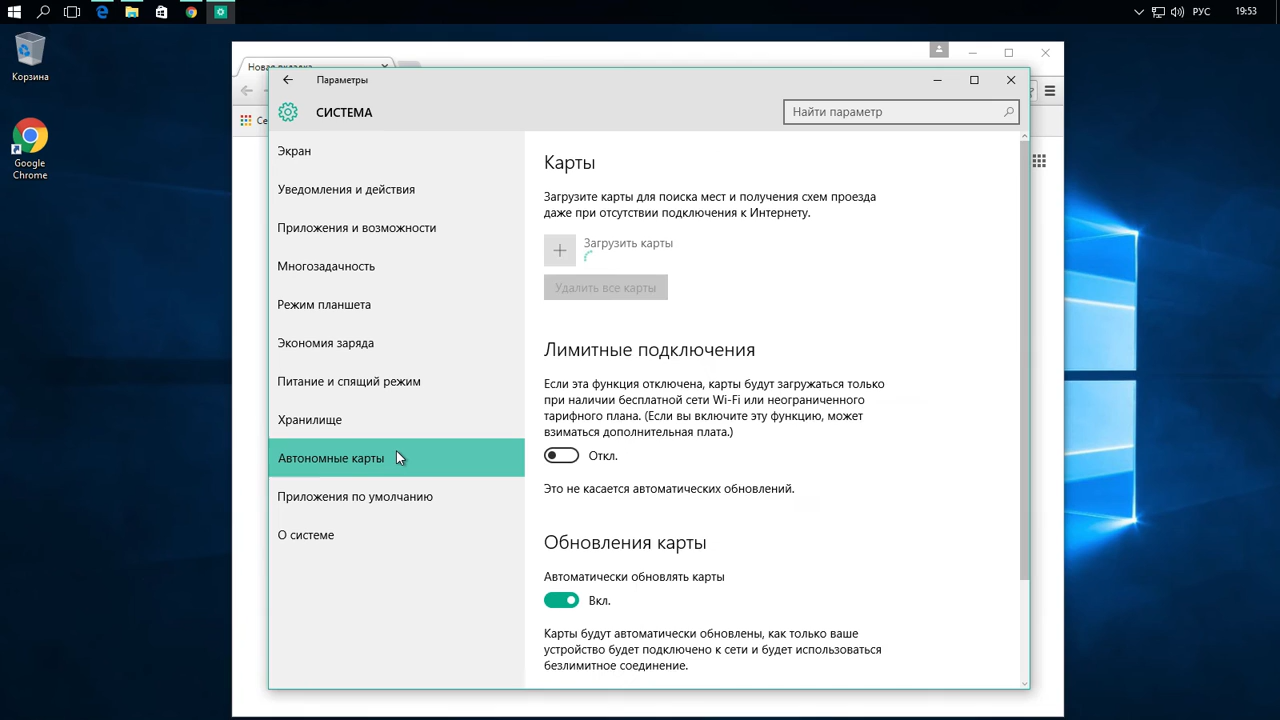 РУС
19:53
Корзина
Google
Chrome
Новая вкладка
Се
Параметры
СИСТЕМА
Найти параметр
Экран
Уведомления и действия
Приложения и возможности
Многозадачность
Режим планшета
Экономия заряда
Питание и спящий режим
Хранилище
Автономные карты
Приложения по умолчанию
О системе
Карты
Загрузите карты для поиска мест и получения схем проезда
даже при отсутствии подключения к Интернету.
Загрузить карты
Удалить все карты
Лимитные подключения
Если эта функция отключена, карты будут загружаться только
при наличии бесплатной сети Wi-Fi или неограниченного
тарифного плана. (Если вы включите эту функцию, может
взиматься дополнительная плата.)
Откл.
Это не касается автоматических обновлений.
Обновления карты
Автоматически обновлять карты
Вкл.
Карты будут автоматически обновлены, как только ваше
устройство будет подключено к сети и будет использоваться
безлимитное соединение.